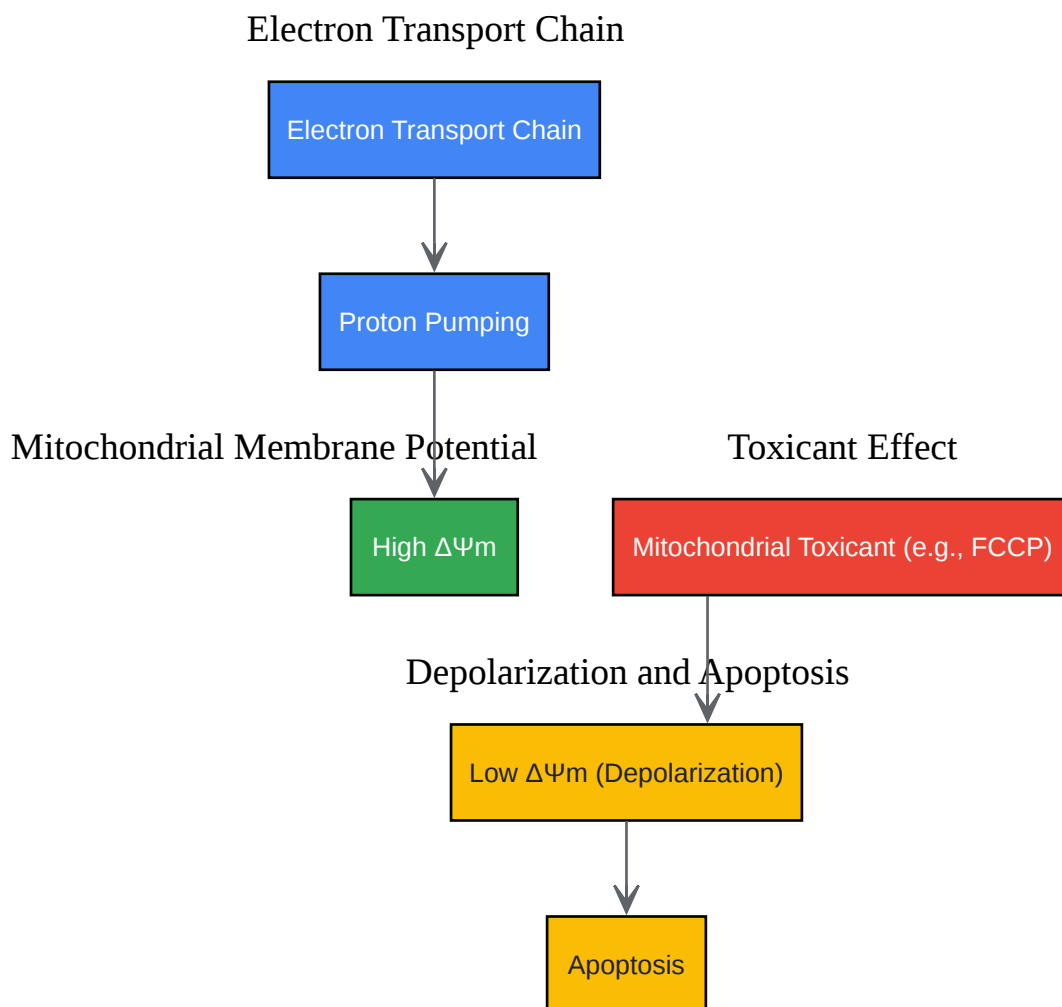 Electron Transport Chain
Electron Transport Chain
Proton Pumping
Mitochondrial Membrane Potential
Toxicant Effect
High ΔΨm
Mitochondrial Toxicant (e.g., FCCP)
Depolarization and Apoptosis
Low ΔΨm (Depolarization)
Apoptosis